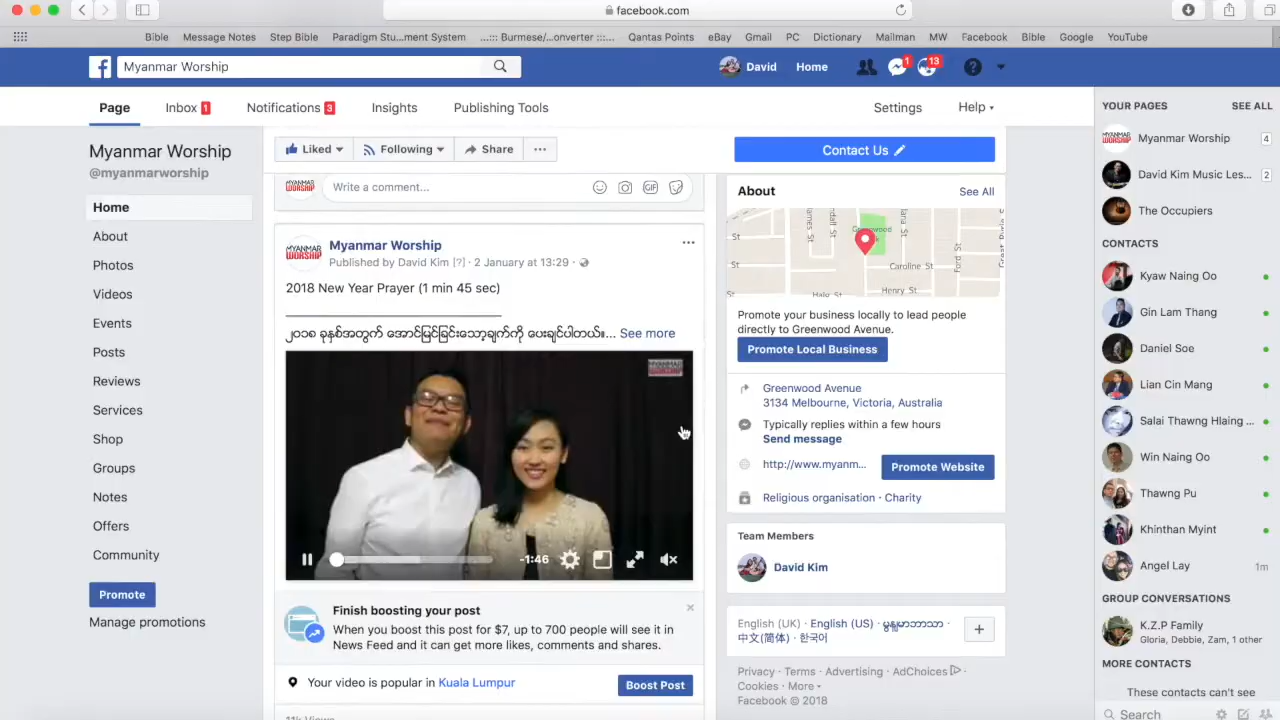 facebook.com
Bible
Message Notes
Step Bible
Paradigm Stu...ment System
...::: Burmese/...onverter :::...
Qantas Points
eBay
Gmail
PC
Dictionary
Mailman
MW
Facebook
Bible
Google
YouTube
Myanmar Worship
David
Home
1
13
Page
Inbox 1
Notifications 3
Insights
Publishing Tools
Settings
Help
Myanmar Worship
@myanmarworship
Home
About
Photos
Videos
Events
Posts
Reviews
Services
Shop
Groups
Notes
Offers
Community
Promote
Manage promotions
Liked
Following
Share
Contact Us
MYANMAR WORSHIP
Write a comment...
GIF
MYANMAR WORSHIP
Myanmar Worship
Published by David Kim [?] · 2 January at 13:29 ·
2018 New Year Prayer (1 min 45 sec)
၂၀၁၈ ခုနှစ်အတွက် အောင်မြင်ခြင်းသော့ချက်ကို ပေးချင်ပါတယ်။... See more
MYANMAR WORSHIP
-1:46
Finish boosting your post
When you boost this post for $7, up to 700 people will see it in
News Feed and it can get more likes, comments and shares.
Your video is popular in Kuala Lumpur
Boost Post
About
See All
Greenwood
Caroline St
Henry St
Promote your business locally to lead people
directly to Greenwood Avenue.
Promote Local Business
Greenwood Avenue
3134 Melbourne, Victoria, Australia
Typically replies within a few hours
Send message
http://www.myanm...
Promote Website
Religious organisation · Charity
Team Members
David Kim
English (UK) · English (US) · မြန်မာဘာသာ ·
中文(简体) · 한국어
Privacy · Terms · Advertising · AdChoices ·
Cookies · More
Facebook © 2018
YOUR PAGES
SEE ALL
MYANMAR WORSHIP
Myanmar Worship
4
David Kim Music Les...
2
The Occupiers
CONTACTS
Kyaw Naing Oo
Gin Lam Thang
Daniel Soe
Lian Cin Mang
Salai Thawng Hlaing ...
Win Naing Oo
Thawng Pu
Khinthan Myint
Angel Lay
1m
GROUP CONVERSATIONS
K.Z.P Family
Gloria, Debbie, Zam, 1 other
MORE CONTACTS
These contacts can't see
Search